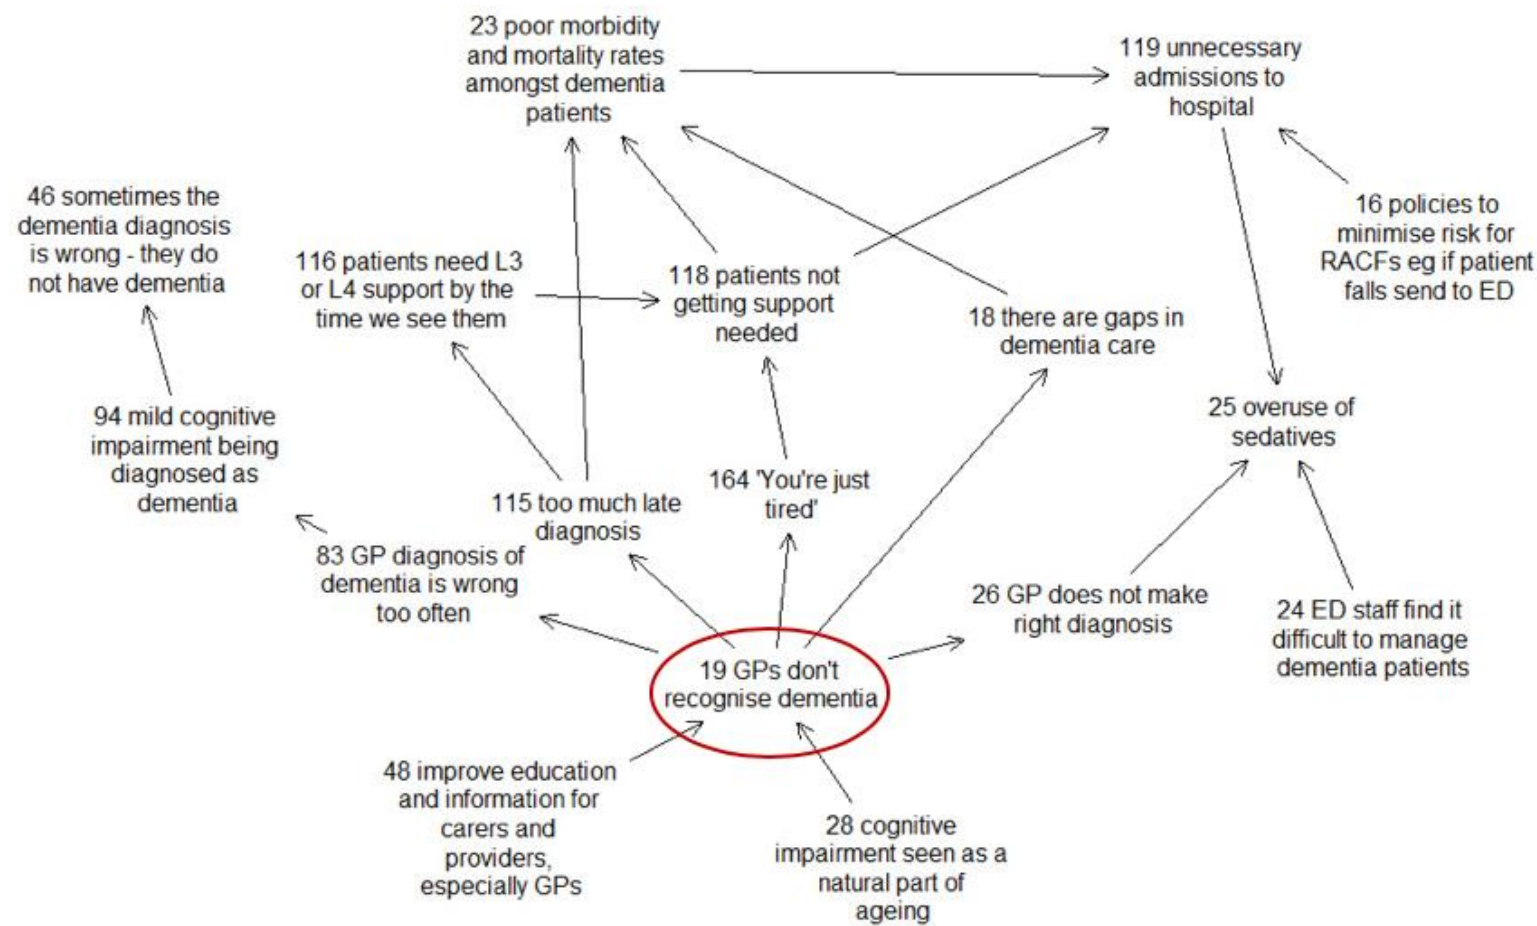 23 poor morbidity
and mortality rates
amongst dementia
patients
119 unnecessary
admissions to
hospital
46 sometimes the
dementia diagnosis
is wrong - they do
not have dementia
116 patients need L3
or L4 support by the
time we see them
118 patients not
getting support
needed
18 there are gaps in
dementia care
16 policies to
minimise risk for
RACFs eg if patient
falls send to ED
94 mild cognitive
impairment being
diagnosed as
dementia
25 overuse of
sedatives
115 too much late
diagnosis
164 'You're just
tired'
83 GP diagnosis of
dementia is wrong
too often
26 GP does not make
right diagnosis
24 ED staff find it
difficult to manage
dementia patients
19 GPs don't
recognise dementia
48 improve education
and information for
carers and
providers,
especially GPs
28 cognitive
impairment seen as a
natural part of
ageing